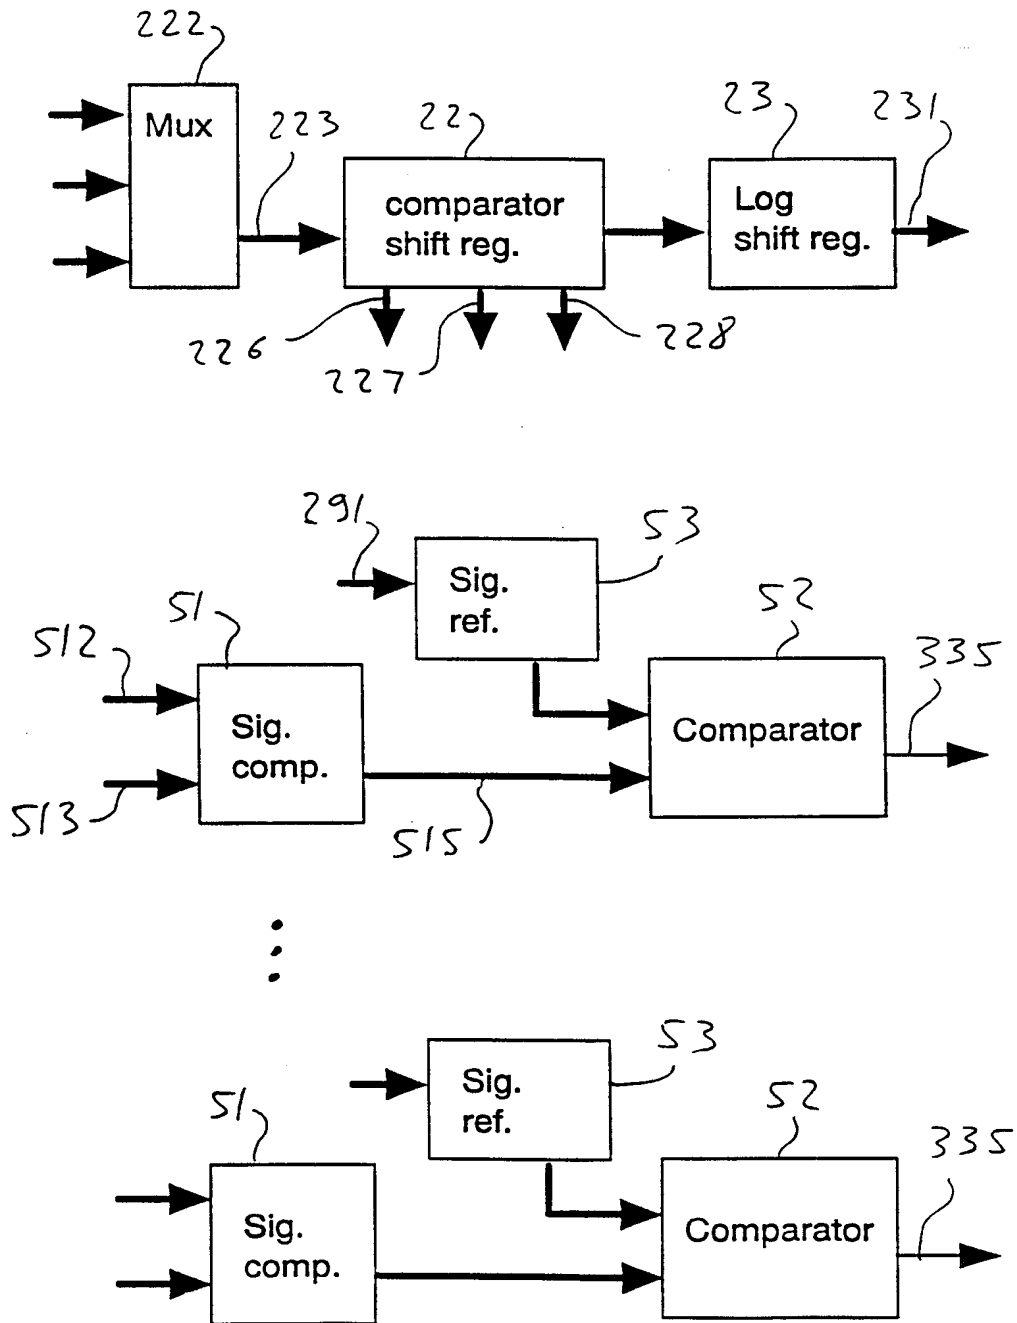 222
Mux
223
22
comparator
shift reg.
23
Log
shift reg.
231
226
227
228
291
53
Sig.
ref.
51
512
513
Sig.
comp.
515
52
Comparator
335
53
Sig.
ref.
51
Sig.
comp.
52
Comparator
335